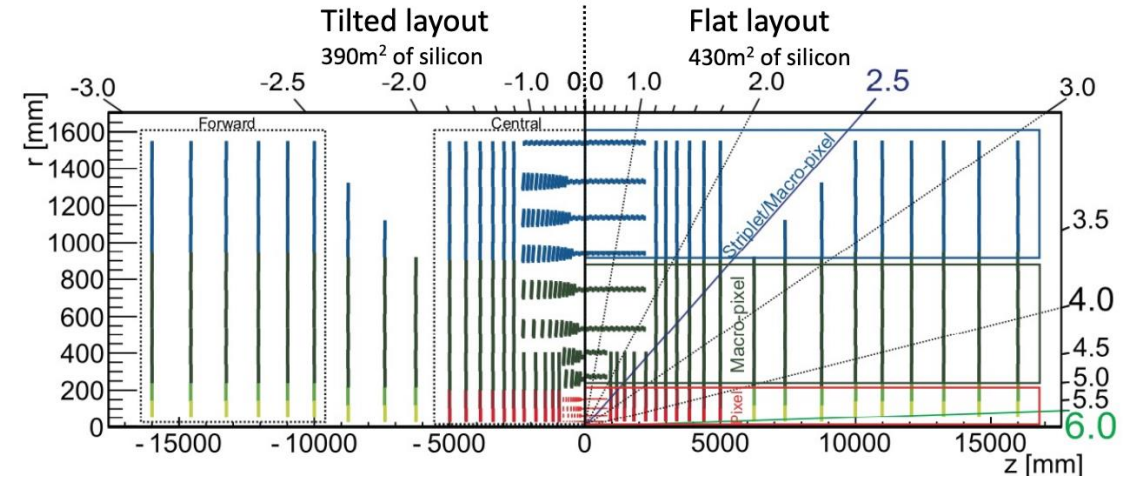 Tilted layout
Flat layout
390m² of silicon
430m² of silicon
-3.0 -2.5 -2.0 -1.0 0.0 1.0 2.0 2.5 3.0
r [mm]
Forward
Central
1600
1400
1200
1000
800
600
400
200
0
Striplet/Macro-pixel
Macro-pixel
Pixel
3.5
4.0
4.5
5.0
5.5
6.0
-15000 -10000 -5000 0 5000 10000 15000
z [mm]